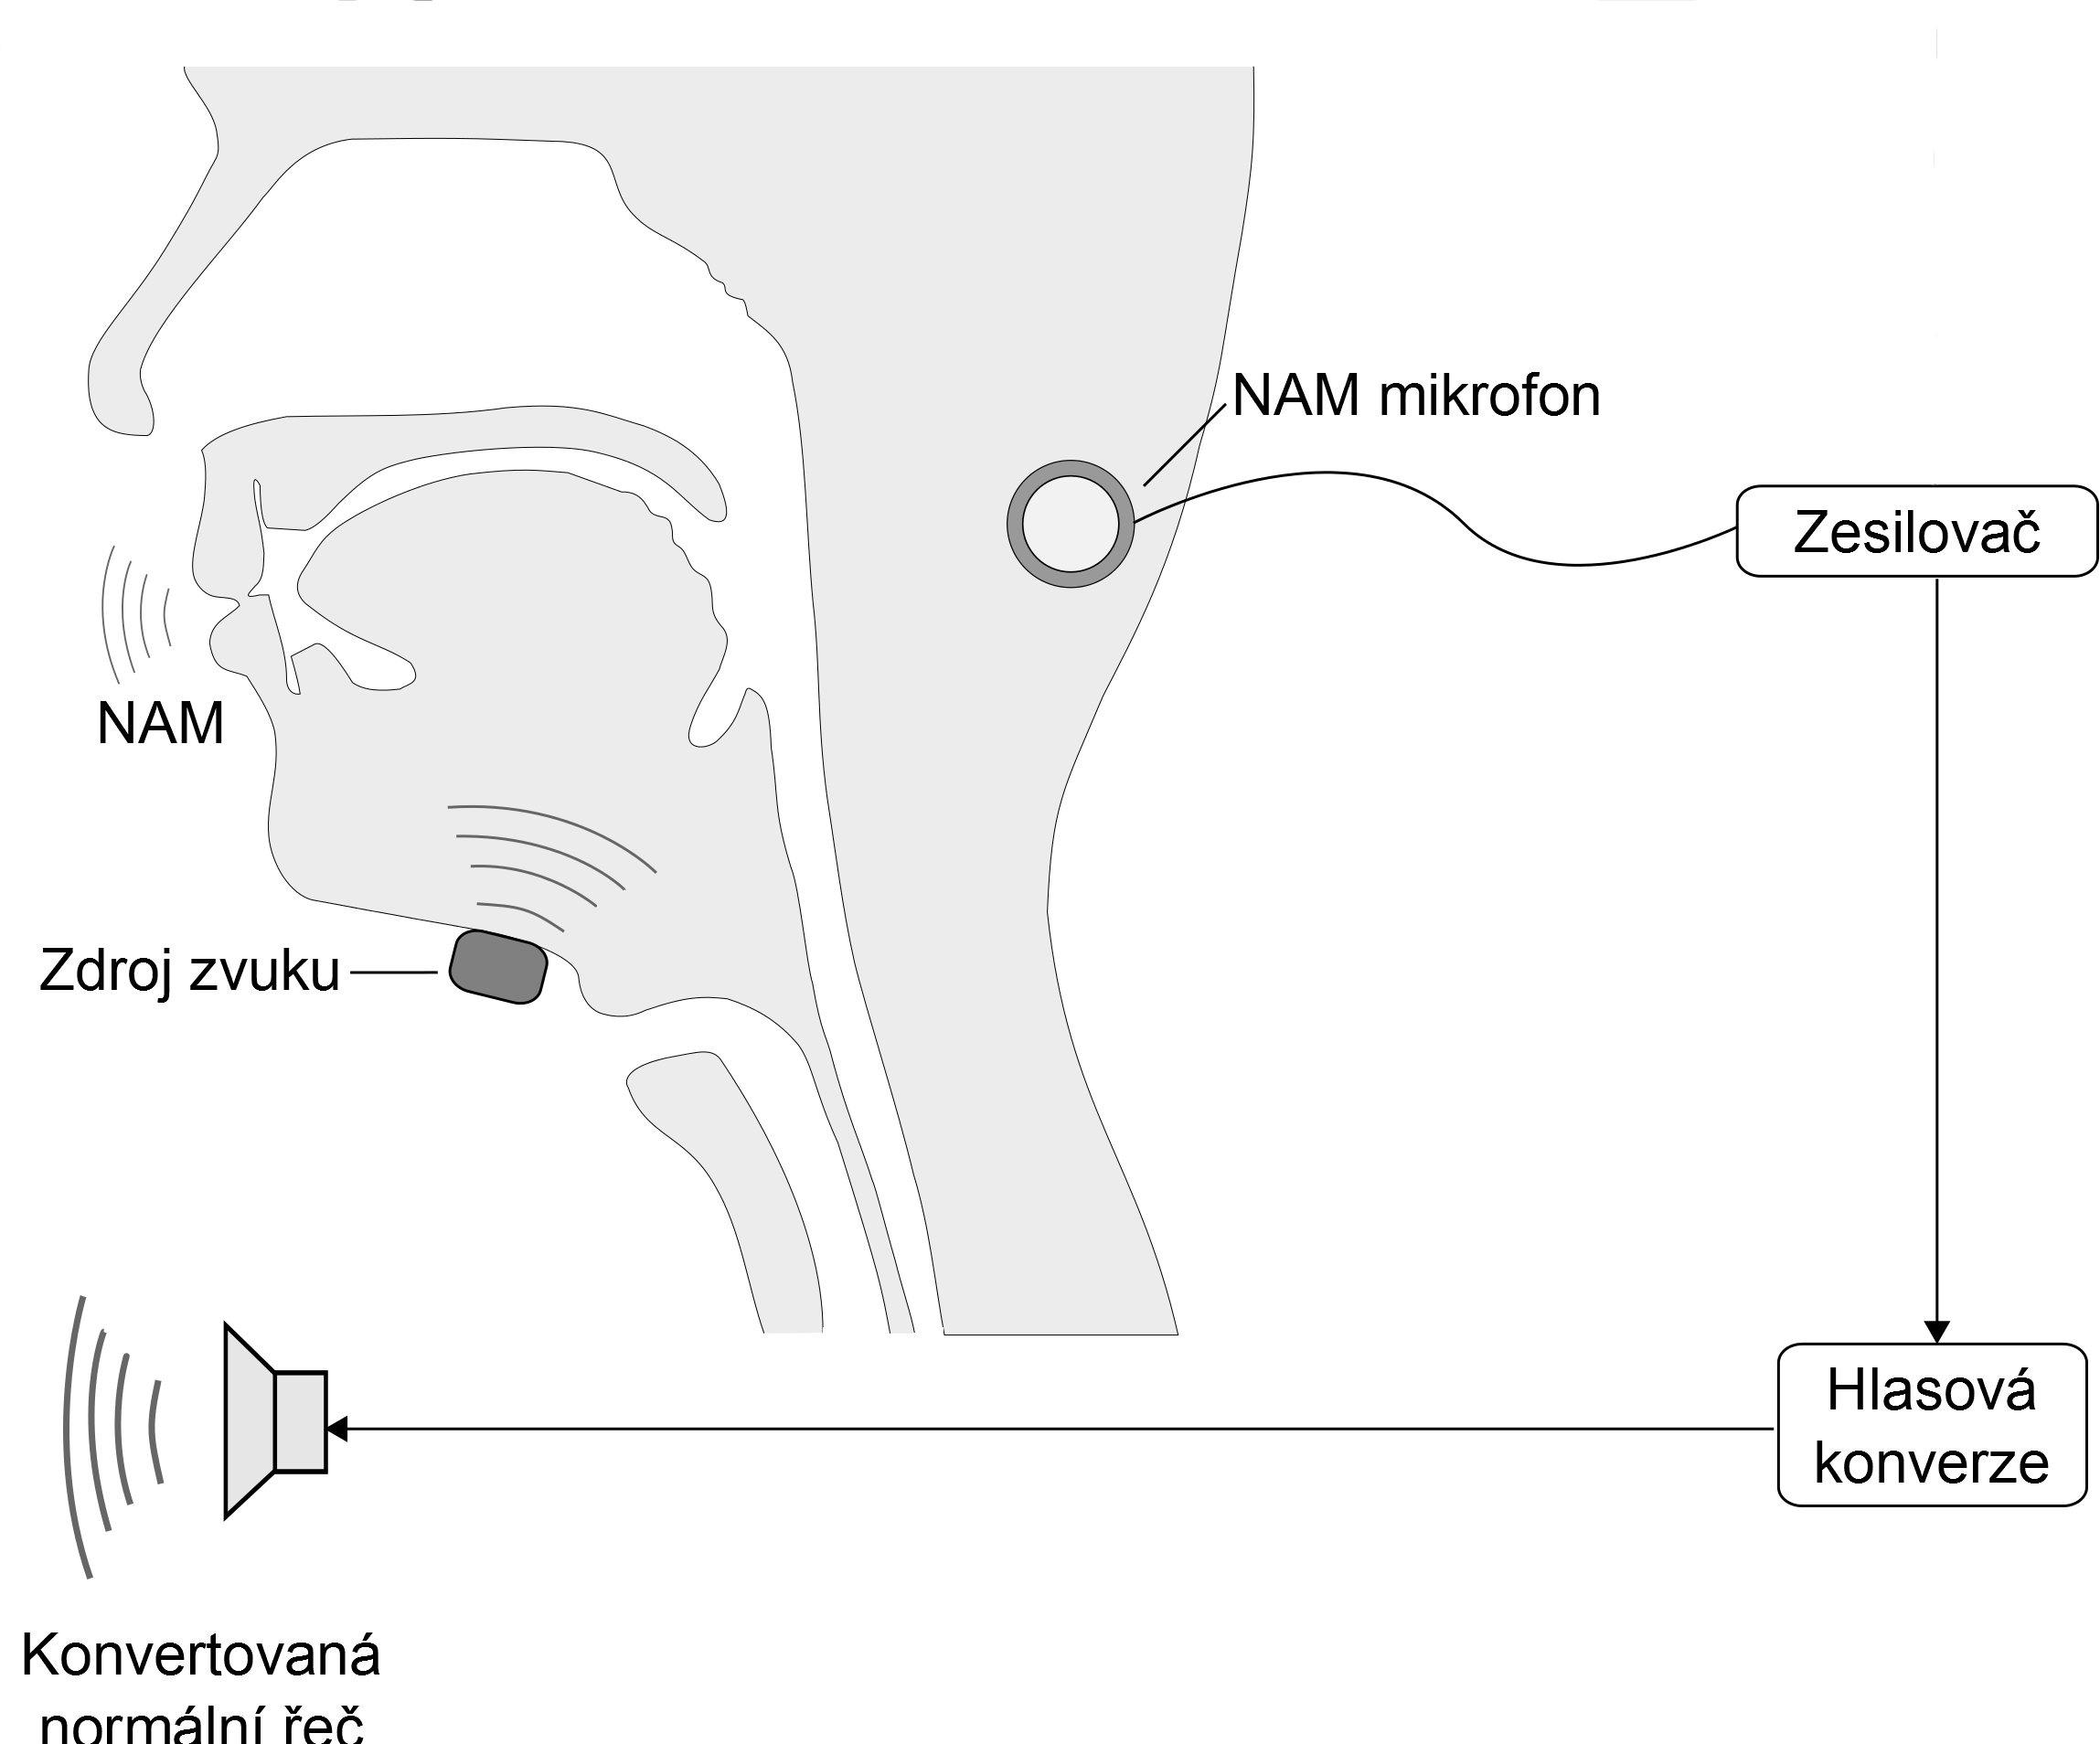 NAM mikrofon
Zesilovač
NAM
Zdroj zvuku
Hlasová
konverze
Konvertovaná
normální řeč